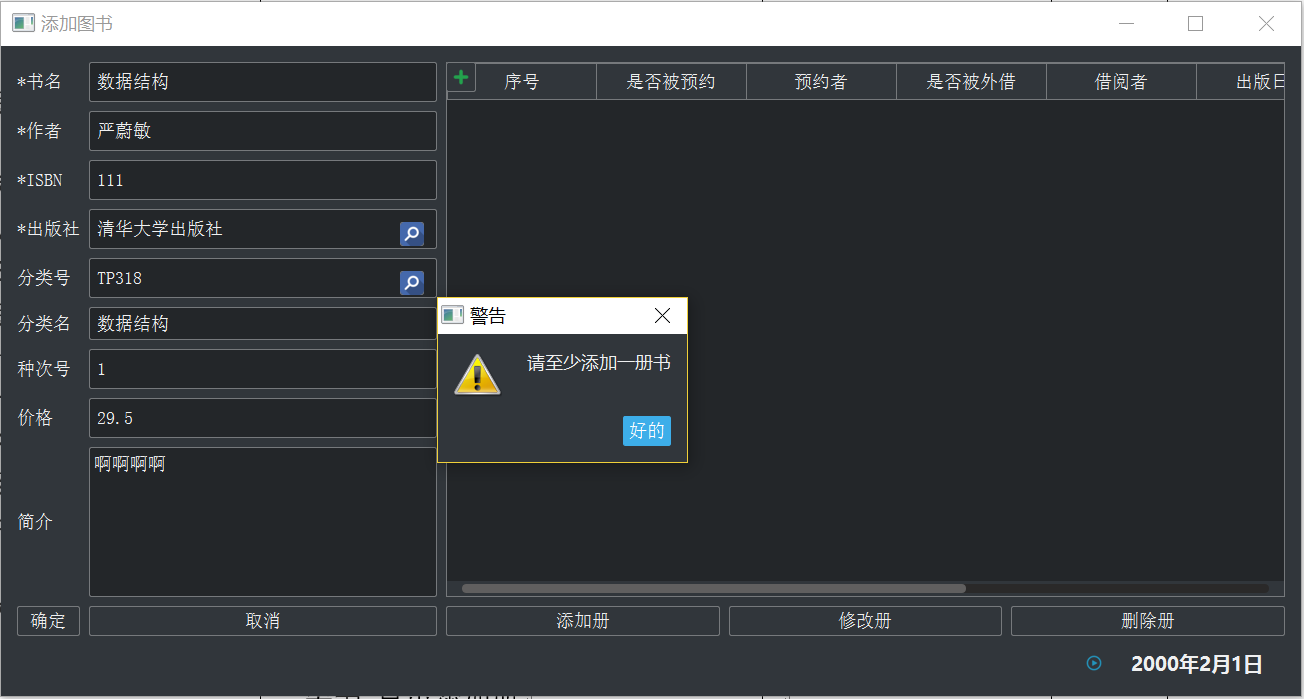 添加图书
*书名 数据结构
*作者 严蔚敏
*ISBN 111
*出版社 清华大学出版社
分类号 TP318
分类名 数据结构
种次号 1
价格 29.5
简介 啊啊啊啊
序号 是否被预约 预约者 是否被外借 借阅者 出版日
警告
请至少添加一册书
好的
确定 取消 添加册 修改册 删除册
2000年2月1日